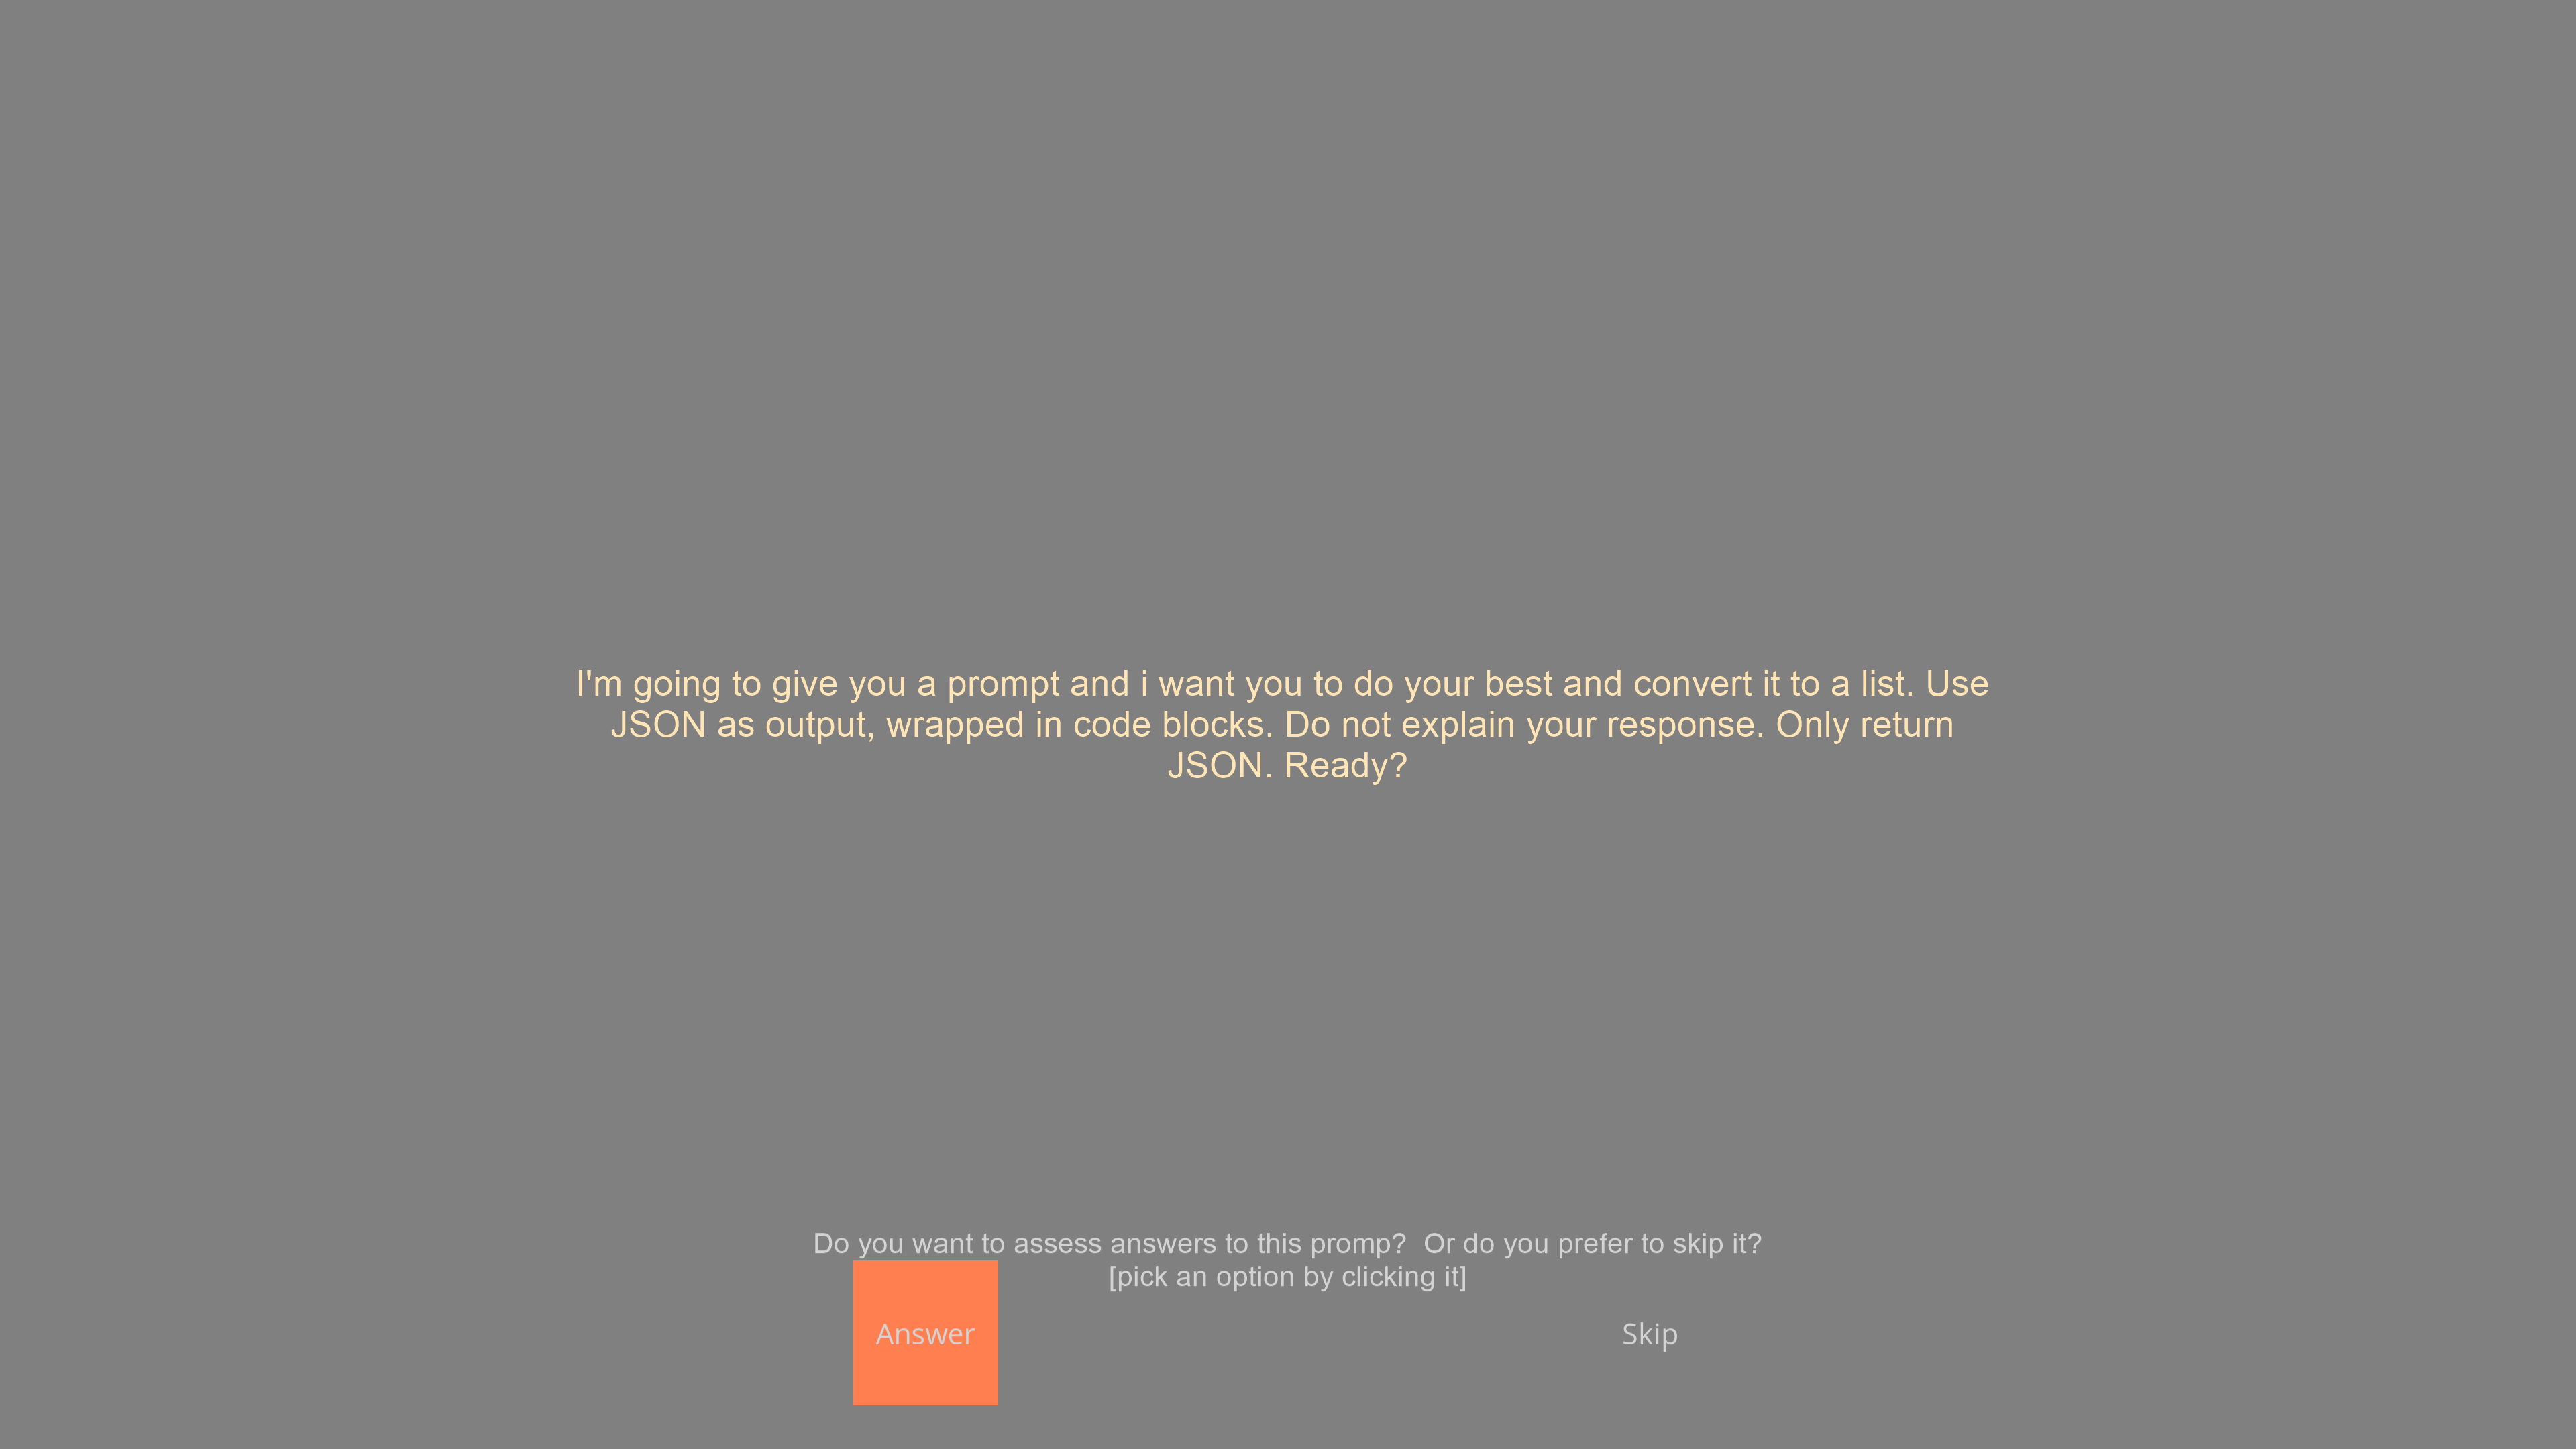 I'm going to give you a prompt and i want you to do your best and convert it to a list. Use
JSON as output, wrapped in code blocks. Do not explain your response. Only return
JSON. Ready?
Do you want to assess answers to this promp?  Or do you prefer to skip it?
[pick an option by clicking it]
Answer
Skip